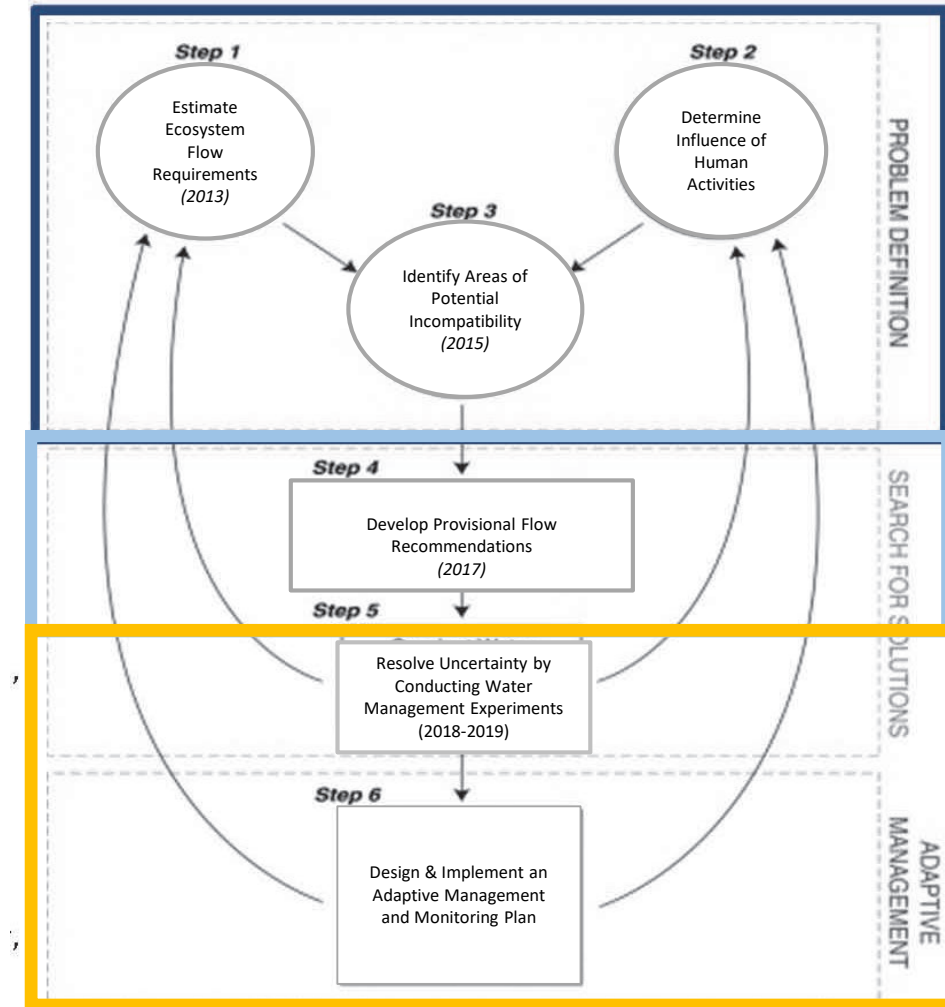 Step 1
Estimate
Ecosystem
Flow
Requirements
(2013)
Step 2
Determine
Influence of
Human
Activities
Step 3
Identify Areas of
Potential
Incompatibility
(2015)
PROBLEM DEFINITION
Step 4
Develop Provisional Flow
Recommendations
(2017)
Step 5
Resolve Uncertainty by
Conducting Water
Management Experiments
(2018-2019)
SEARCH FOR SOLUTIONS
Step 6
Design & Implement an
Adaptive Management
and Monitoring Plan
ADAPTIVE
MANAGEMENT
,
,